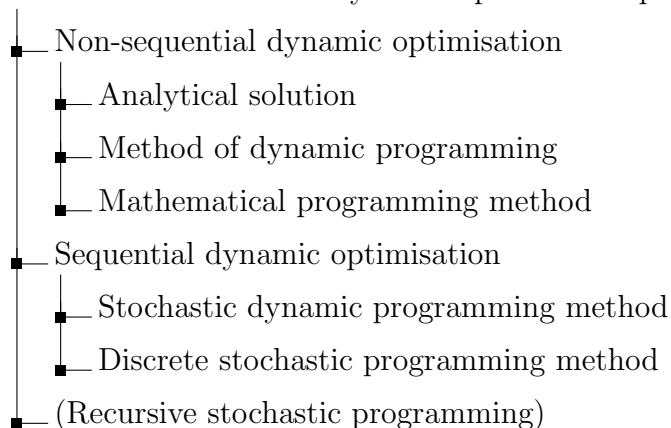 Non-sequential dynamic optimisation
Analytical solution
Method of dynamic programming
Mathematical programming method
Sequential dynamic optimisation
Stochastic dynamic programming method
Discrete stochastic programming method
(Recursive stochastic programming)